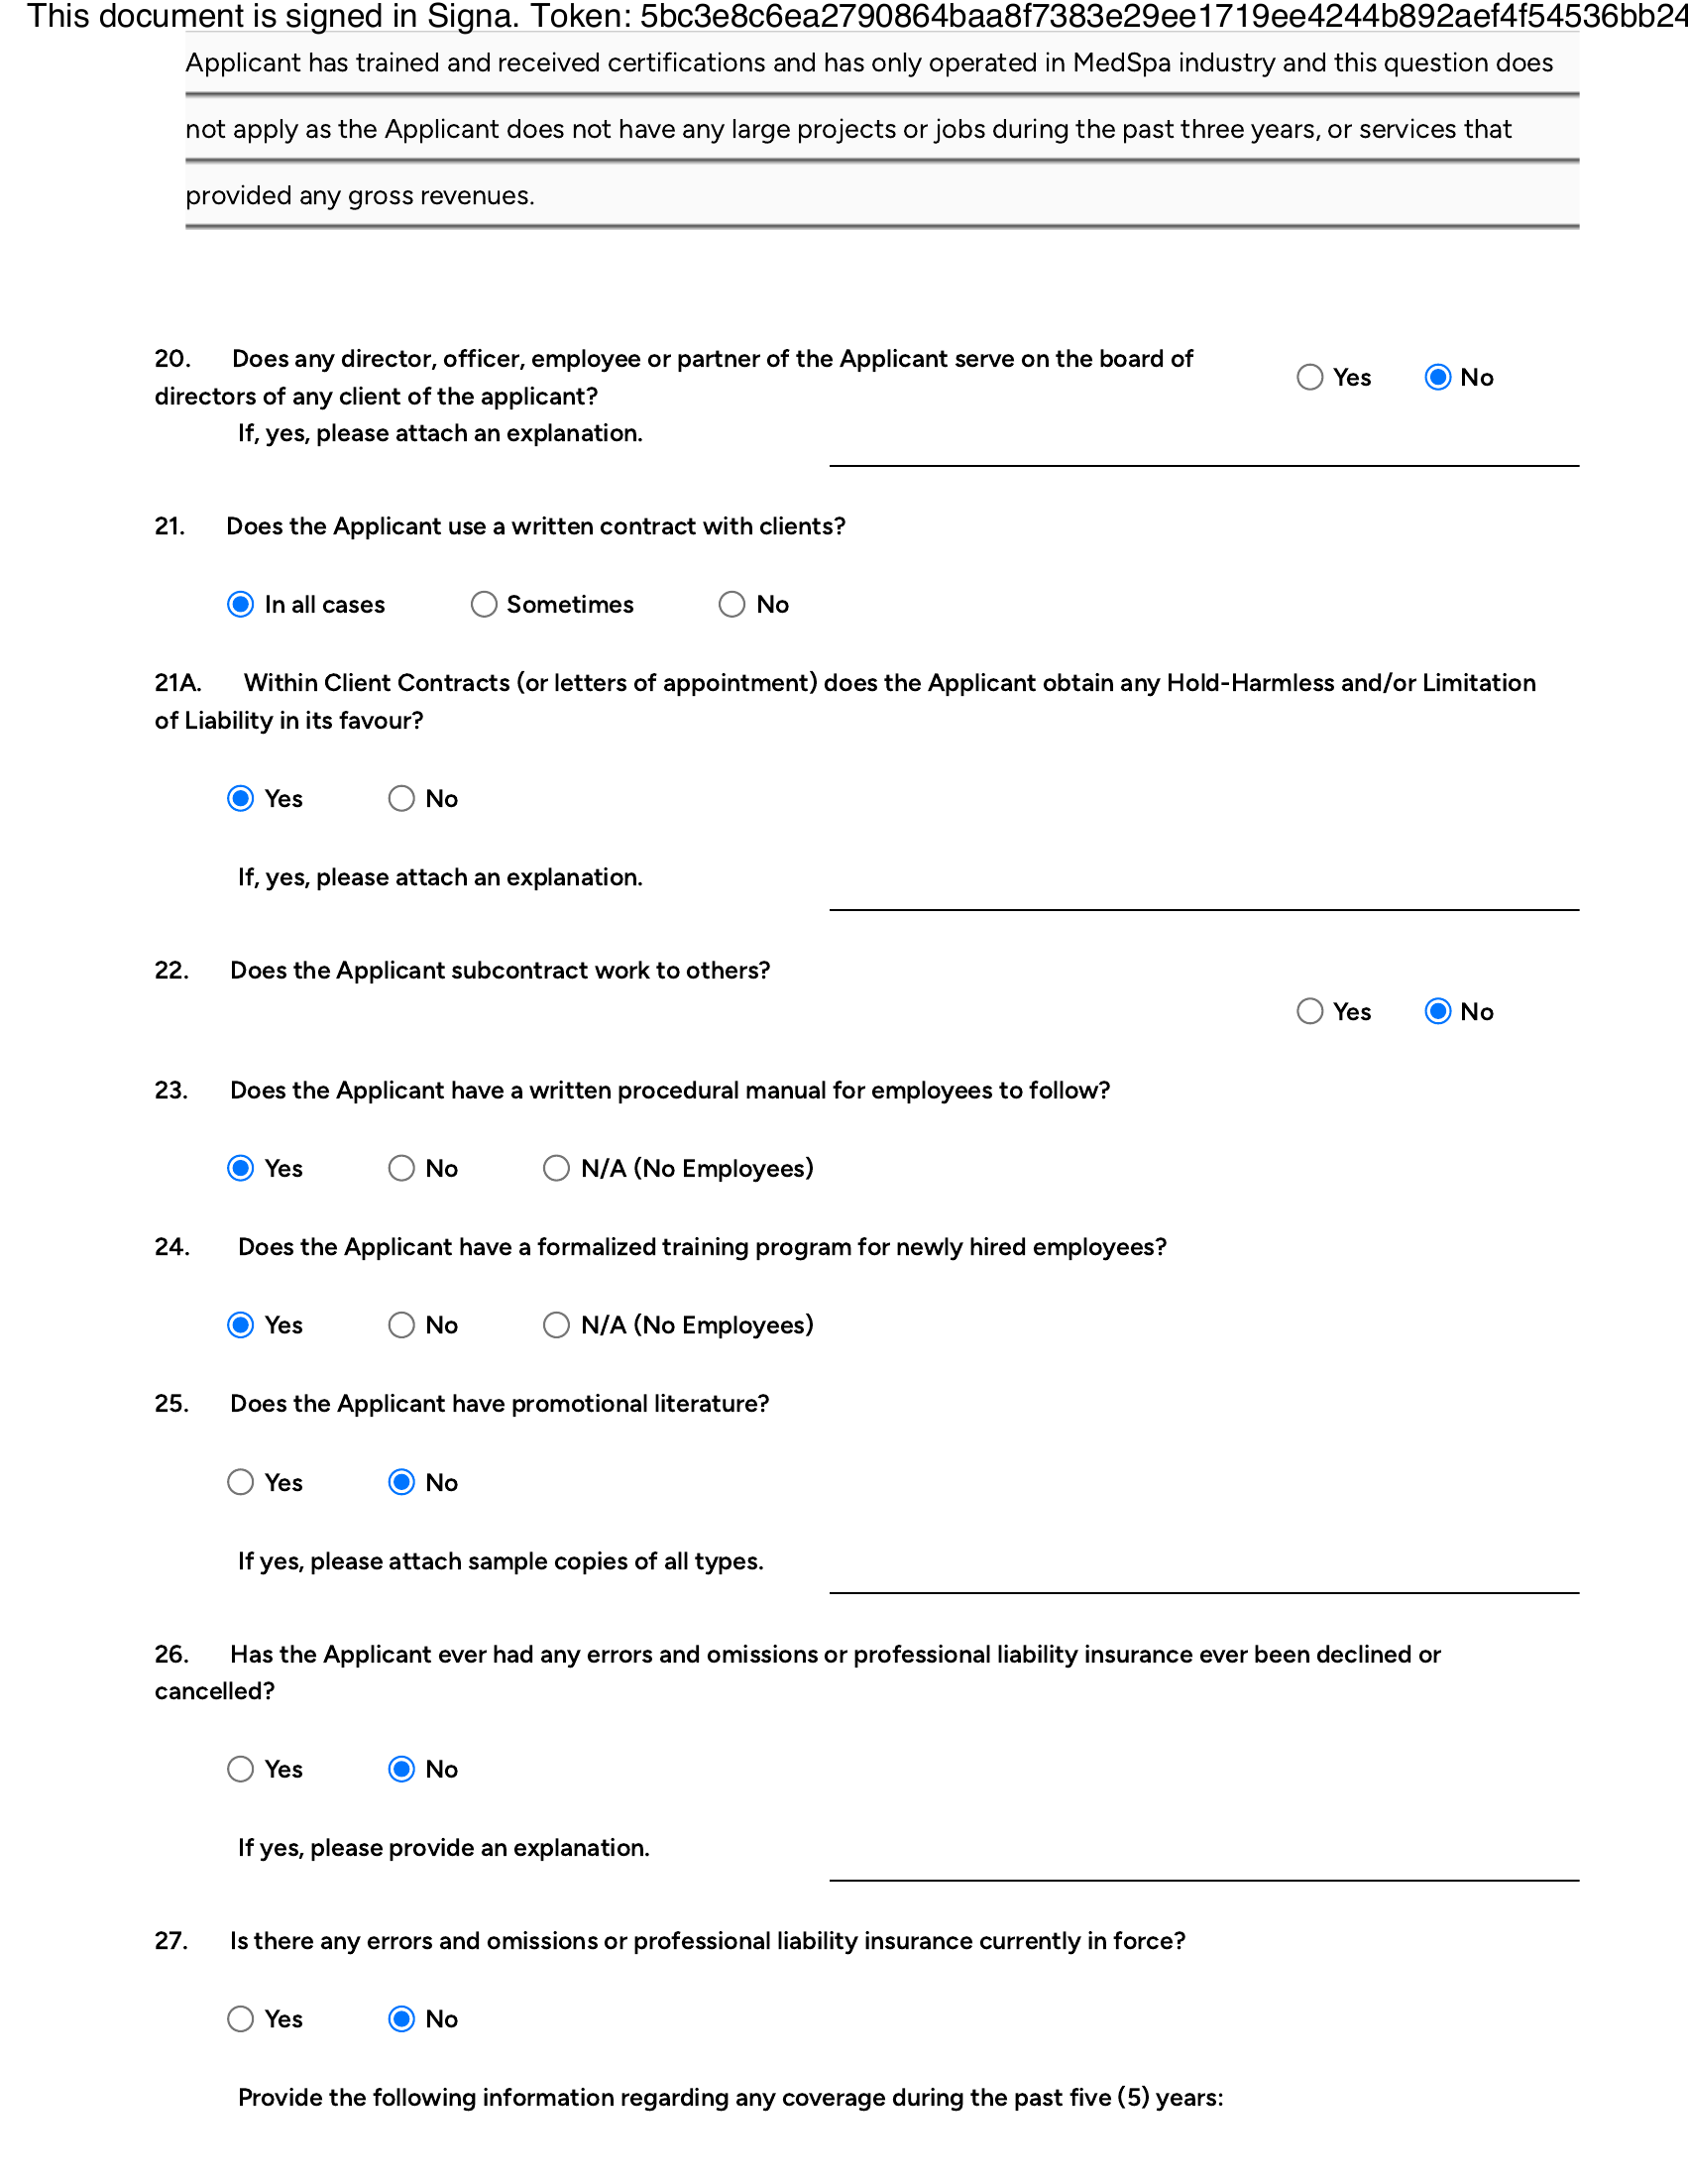 This document is signed in Signa. Token: 5bc3e8c6ea2790864baa8f7383e29ee1719ee4244b892aef4f54536bb24
Applicant has trained and received certifications and has only operated in MedSpa industry and this question does
not apply as the Applicant does not have any large projects or jobs during the past three years, or services that
provided any gross revenues.
20. Does any director, officer, employee or partner of the Applicant serve on the board of
directors of any client of the applicant?
Yes No
If, yes, please attach an explanation.
21. Does the Applicant use a written contract with clients?
In all cases Sometimes No
21A. Within Client Contracts (or letters of appointment) does the Applicant obtain any Hold-Harmless and/or Limitation
of Liability in its favour?
Yes No
If, yes, please attach an explanation.
22. Does the Applicant subcontract work to others?
Yes No
23. Does the Applicant have a written procedural manual for employees to follow?
Yes No N/A (No Employees)
24. Does the Applicant have a formalized training program for newly hired employees?
Yes No N/A (No Employees)
25. Does the Applicant have promotional literature?
Yes No
If yes, please attach sample copies of all types.
26. Has the Applicant ever had any errors and omissions or professional liability insurance ever been declined or
cancelled?
Yes No
If yes, please provide an explanation.
27. Is there any errors and omissions or professional liability insurance currently in force?
Yes No
Provide the following information regarding any coverage during the past five (5) years: